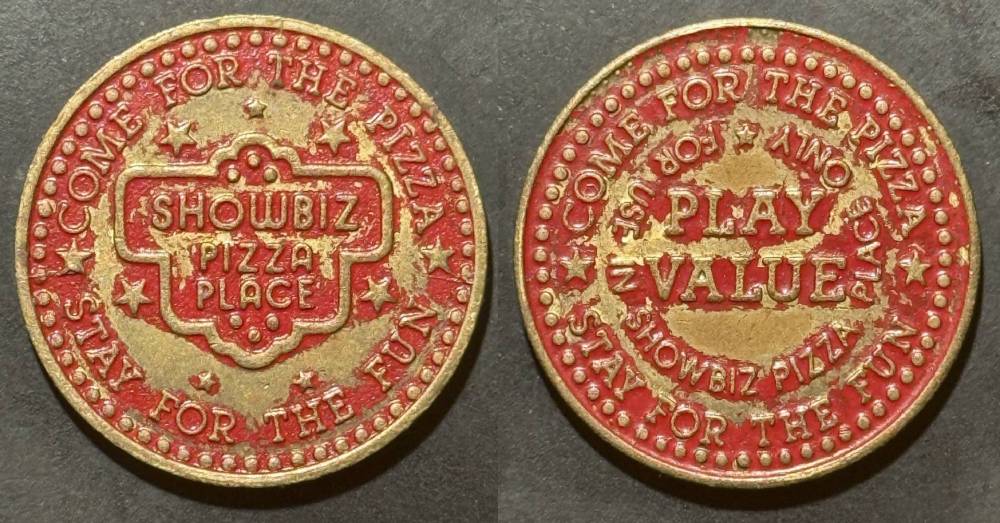 COME FOR THE PIZZA
SHOWBIZ
PIZZA
PLACE
STAY FOR THE FUN
COME FOR THE PIZZA
FOR USE IN SHOWBIZ PIZZA PLACE ONLY
PLAY
VALUE
STAY FOR THE FUN